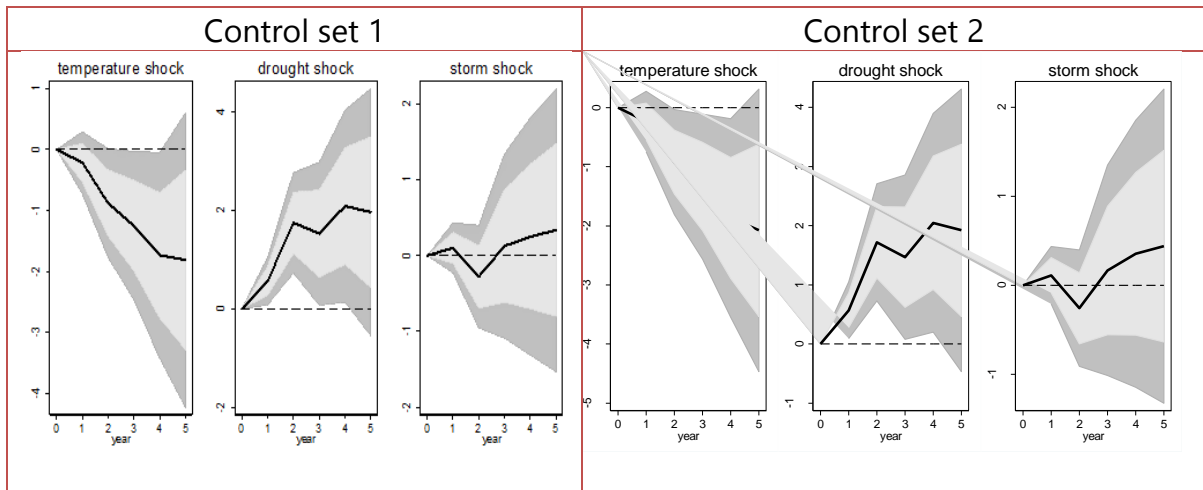 Control set 1
Control set 2
temperature shock
drought shock
storm shock
1
0
-1
-2
-3
-4
0 1 2 3 4 5
year
4
2
0
-2
0 1 2 3 4 5
year
2
1
0
-1
-2
0 1 2 3 4 5
year
temperature shock
drought shock
storm shock
0
-1
-2
-3
-4
-5
0 1 2 3 4 5
year
4
3
2
1
0
-1
0 1 2 3 4 5
year
2
1
0
-1
0 1 2 3 4 5
year